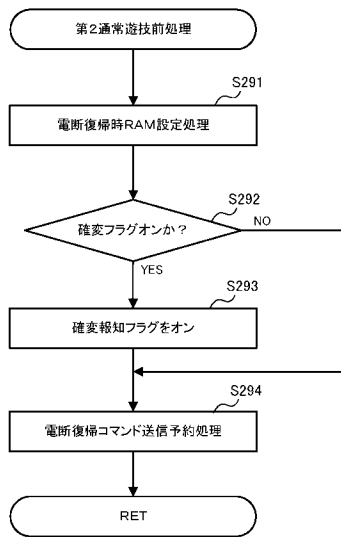 第2通常遊技前処理
S291
電断復帰時RAM設定処理
S292
確変フラグオンか?
NO
YES
S293
確変報知フラグをオン
S294
電断復帰コマンド送信予約処理
RET